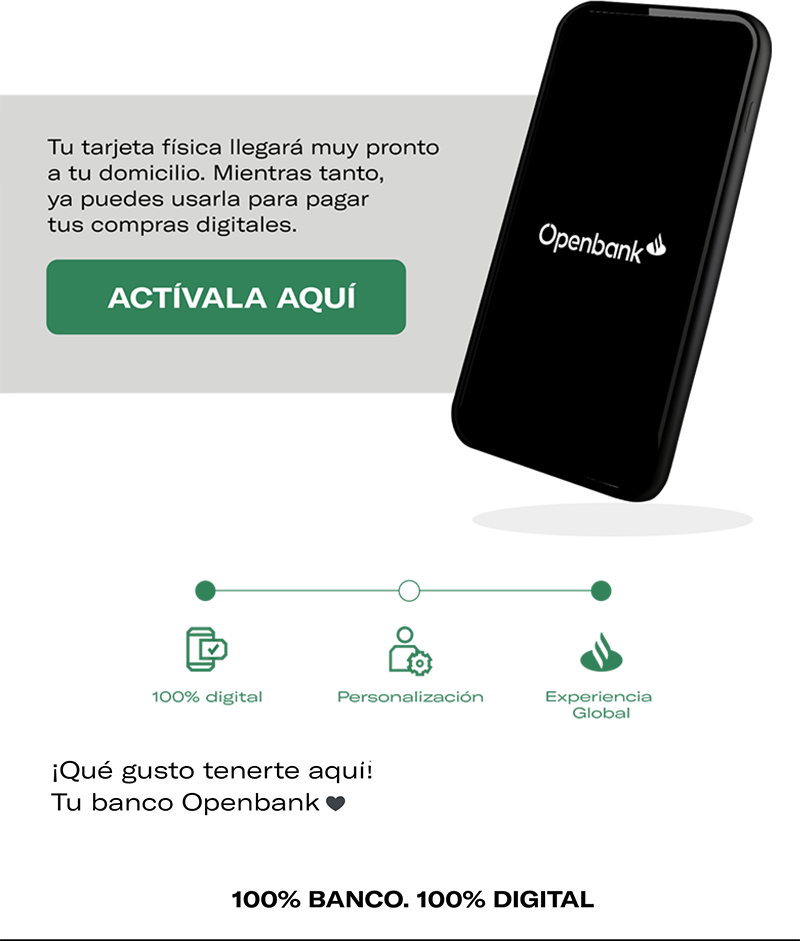 Tu tarjeta física llegará muy pronto
a tu domicilio. Mientras tanto,
ya puedes usarla para pagar
tus compras digitales.
ACTÍVALA AQUÍ
Openbank
100% digital
Personalización
Experiencia
Global
¡Qué gusto tenerte aquí!
Tu banco Openbank
100% BANCO. 100% DIGITAL